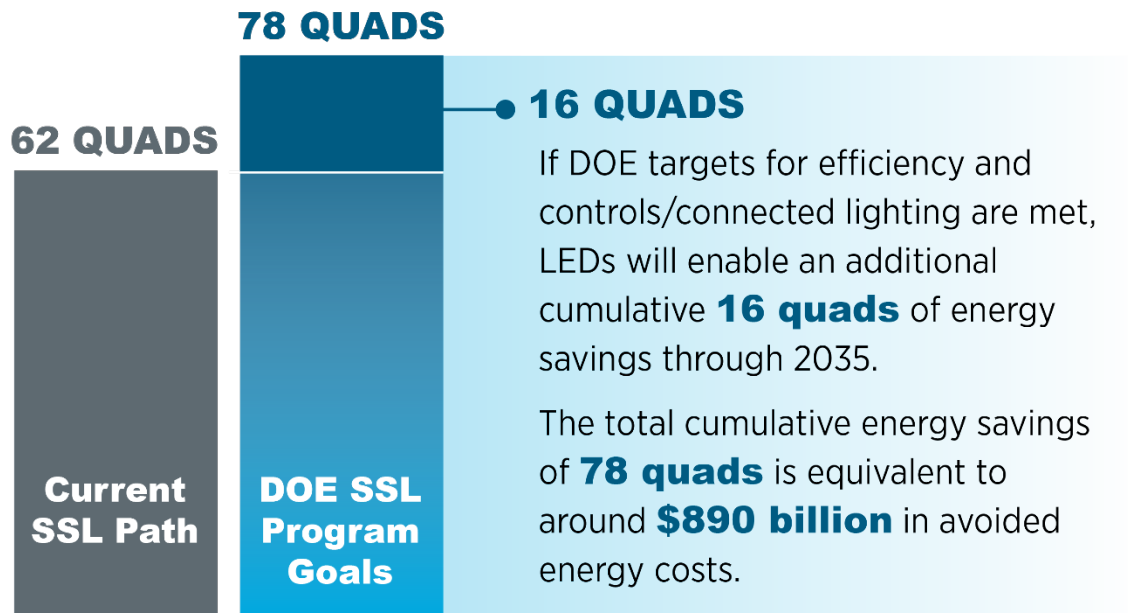 78 QUADS
62 QUADS
16 QUADS
If DOE targets for efficiency and
controls/connected lighting are met,
LEDs will enable an additional
cumulative 16 quads of energy
savings through 2035.
The total cumulative energy savings
of 78 quads is equivalent to
around $890 billion in avoided
energy costs.
Current
SSL Path
DOE SSL
Program
Goals